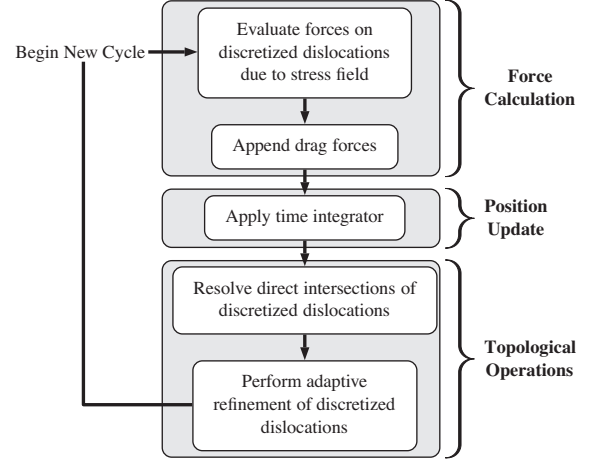 Evaluate forces on
discretized dislocations
due to stress field
Begin New Cycle
Force
Calculation
Append drag forces
Apply time integrator
Position
Update
Resolve direct intersections of
discretized dislocations
Topological
Operations
Perform adaptive
refinement of discretized
dislocations